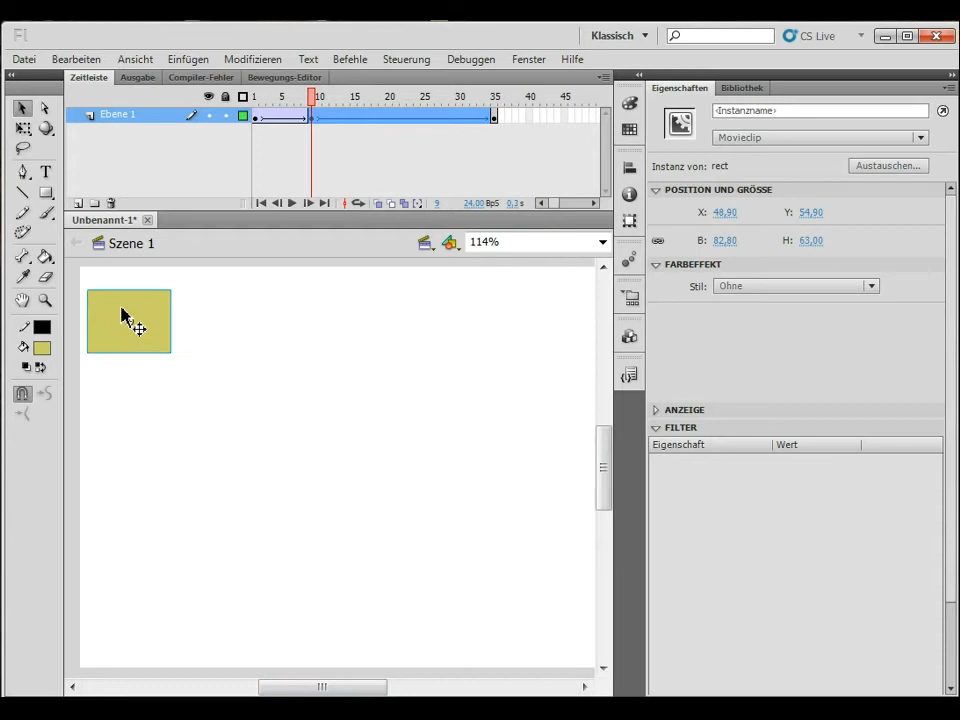 Fl
Klassisch
CS Live
Datei Bearbeiten Ansicht Einfügen Modifizieren Text Befehle Steuerung Debuggen Fenster Hilfe
Zeitleiste Ausgabe Compiler-Fehler Bewegungs-Editor
1 5 10 15 20 25 30 35 40 45
Ebene 1
9 24,00 BpS 0,3 s
Unbenannt-1*
Szene 1
114%
T
Eigenschaften Bibliothek
<Instanzname>
Movieclip
Instanz von: rect
Austauschen...
POSITION UND GRÖSSE
X: 48,90 Y: 54,90
B: 82,80 H: 63,00
FARBEFFEKT
Stil: Ohne
ANZEIGE
FILTER
Eigenschaft Wert